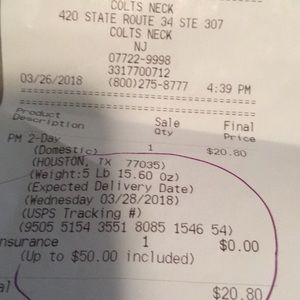 COLTS NECK
420 STATE ROUTE 34 STE 307
COLTS NECK
NJ
07722-9998
3317700712
03/26/2018 (800)275-8777 4:39 PM
Product Sale Final
Description Qty Price
PM 2-Day 1 $20.80
(Domestic)
(HOUSTON, TX 77035)
(Weight:5 Lb 15.60 oz)
(Expected Delivery Date)
(Wednesday 03/28/2018)
(USPS Tracking #)
(9505 5154 3551 8085 1546 54)
nsurance 1 $0.00
(Up to $50.00 included)
al $20.80